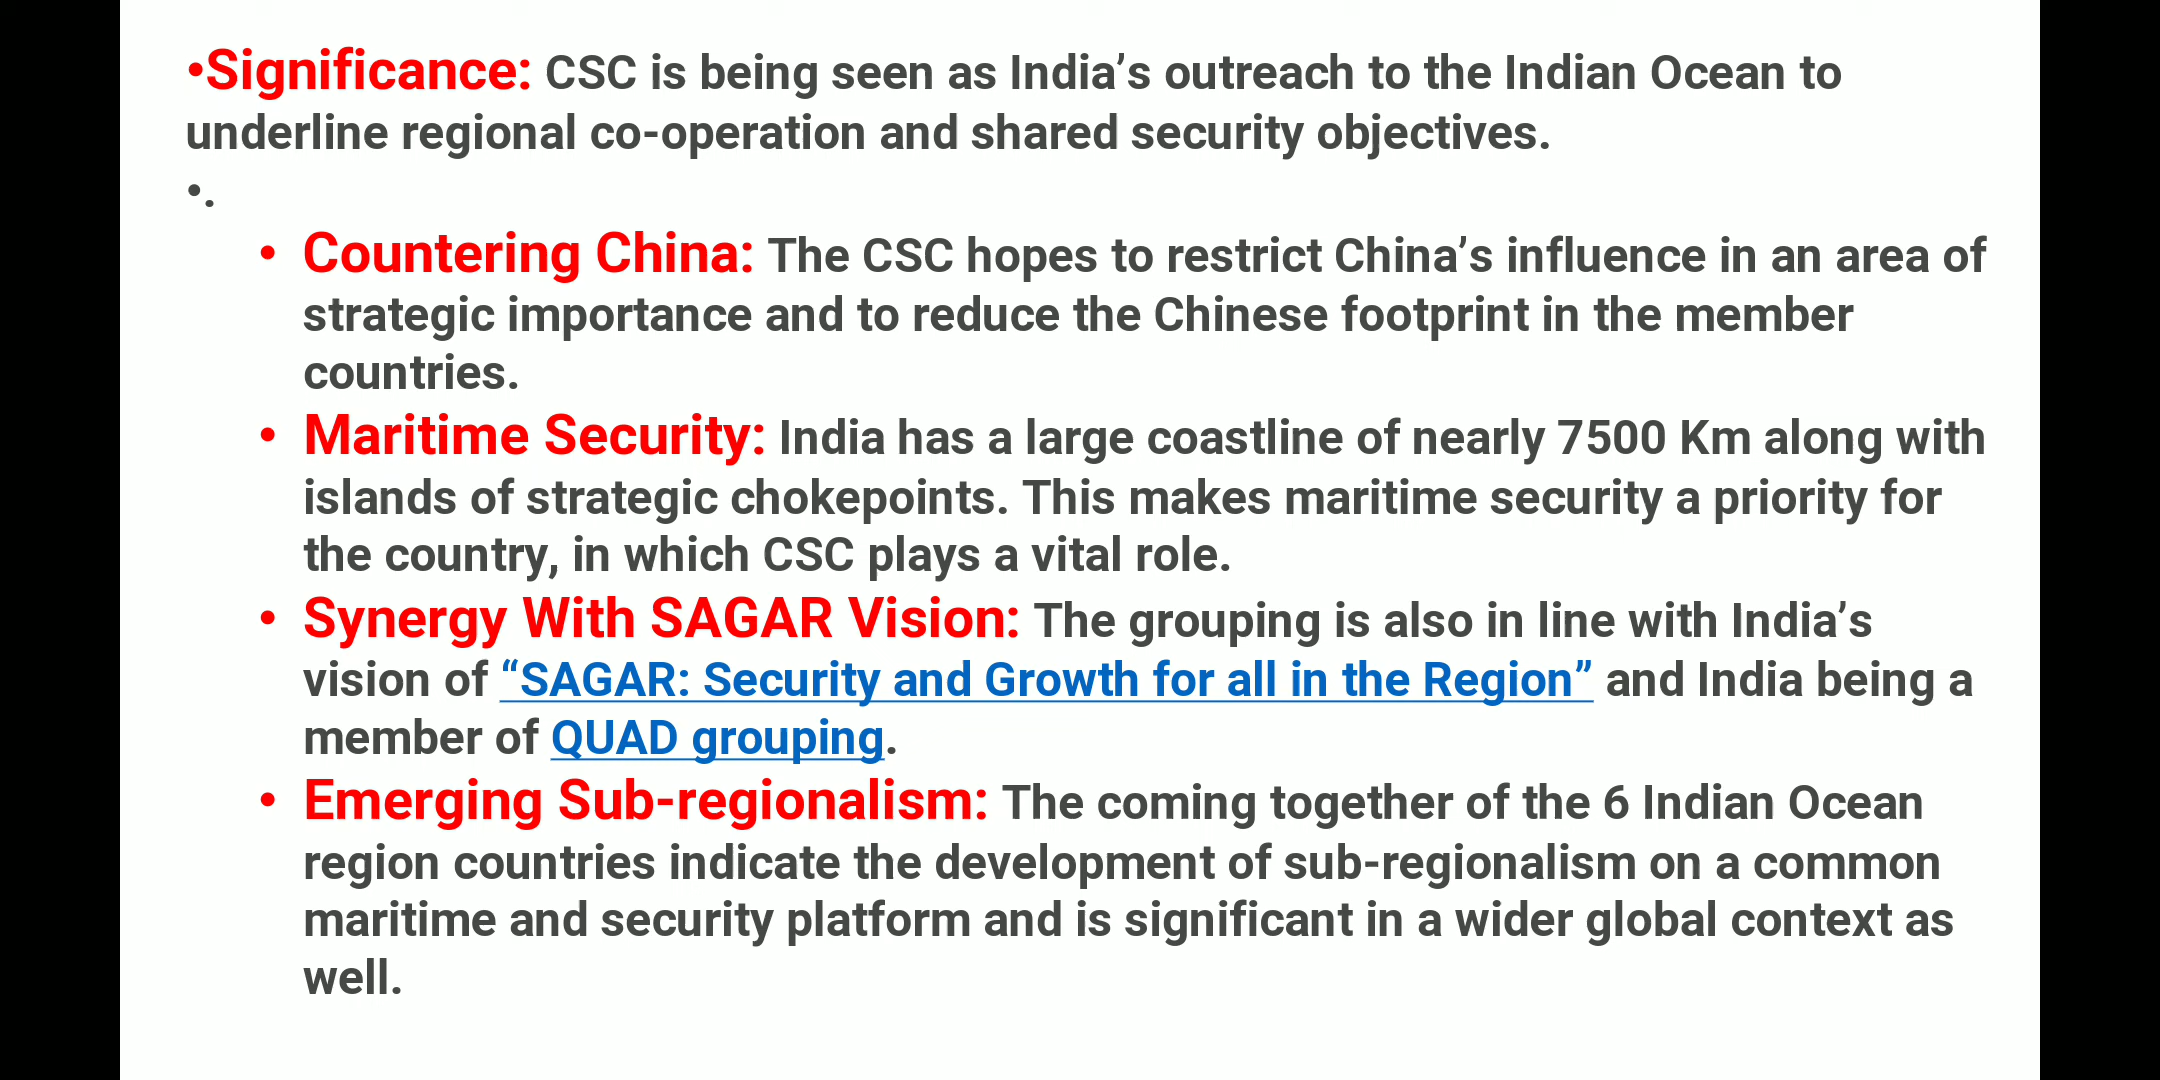 •Significance: CSC is being seen as India’s outreach to the Indian Ocean to
underline regional co-operation and shared security objectives.
•.
• Countering China: The CSC hopes to restrict China’s influence in an area of
strategic importance and to reduce the Chinese footprint in the member
countries.
• Maritime Security: India has a large coastline of nearly 7500 Km along with
islands of strategic chokepoints. This makes maritime security a priority for
the country, in which CSC plays a vital role.
• Synergy With SAGAR Vision: The grouping is also in line with India’s
vision of “SAGAR: Security and Growth for all in the Region” and India being a
member of QUAD grouping.
• Emerging Sub-regionalism: The coming together of the 6 Indian Ocean
region countries indicate the development of sub-regionalism on a common
maritime and security platform and is significant in a wider global context as
well.